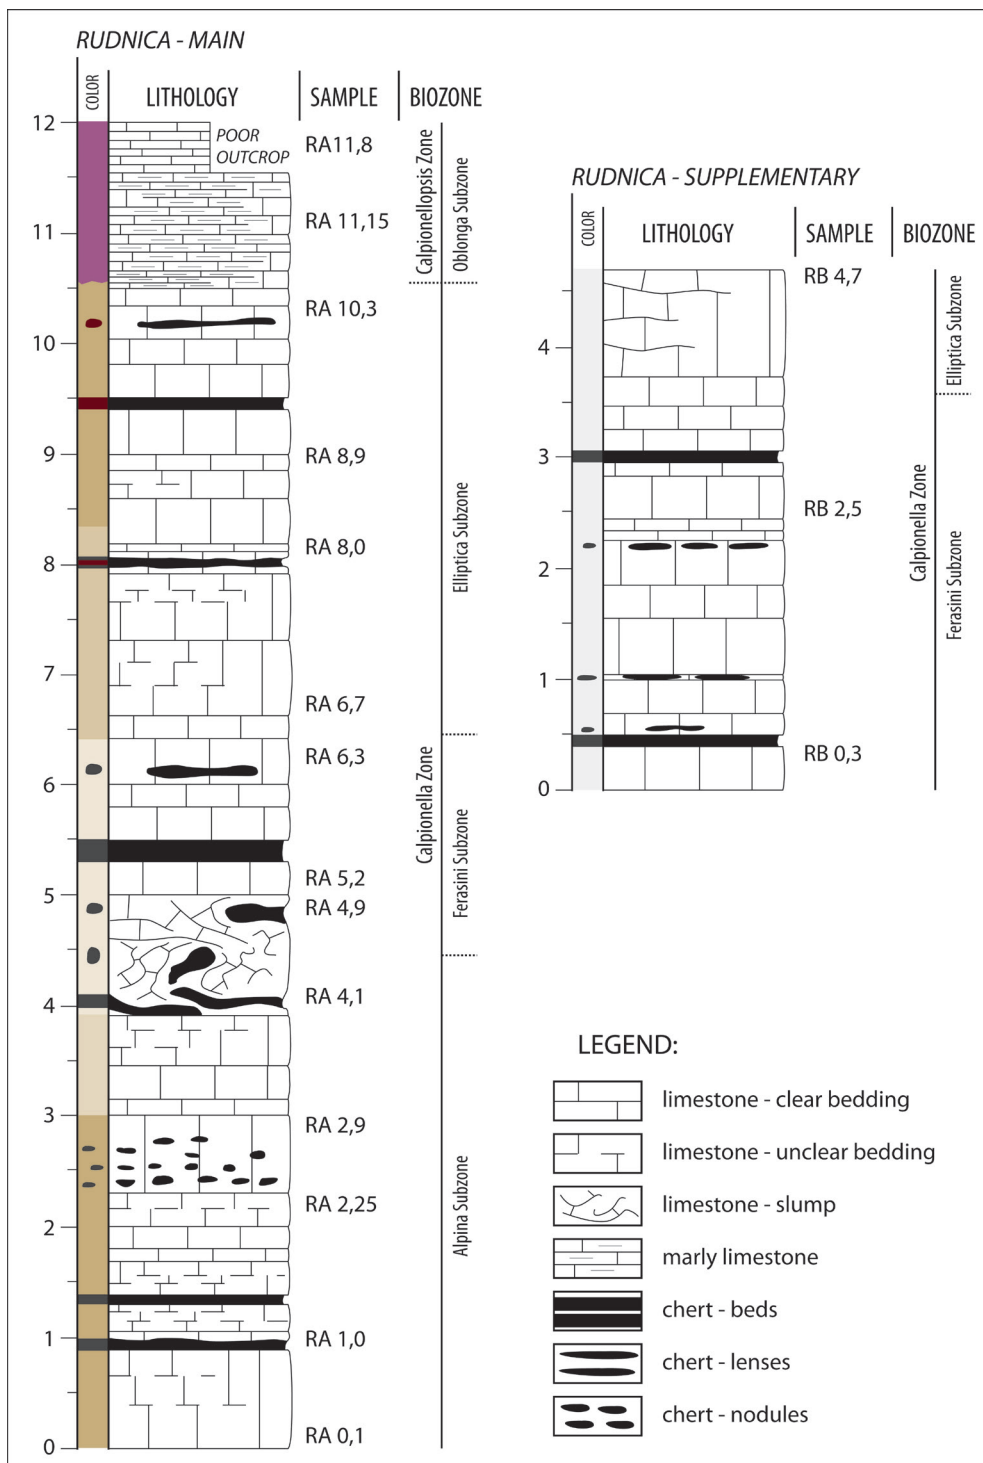 RUDNICA - MAIN
COLOR
LITHOLOGY
SAMPLE
BIOZONE
12
11
10
9
8
7
6
5
4
3
2
1
0
POOR
OUTCROP
RA11,8
RA 11,15
RA 10,3
RA 8,9
RA 8,0
RA 6,7
RA 6,3
RA 5,2
RA 4,9
RA 4,1
RA 2,9
RA 2,25
RA 1,0
RA 0,1
Calpionellopsis Zone
Oblonga Subzone
Calpionella Zone
Elliptica Subzone
Ferasini Subzone
Alpina Subzone
RUDNICA - SUPPLEMENTARY
COLOR
LITHOLOGY
SAMPLE
BIOZONE
4
3
2
1
0
RB 4,7
RB 2,5
RB 0,3
Calpionella Zone
Elliptica Subzone
Ferasini Subzone
LEGEND:
limestone - clear bedding
limestone - unclear bedding
limestone - slump
marly limestone
chert - beds
chert - lenses
chert - nodules